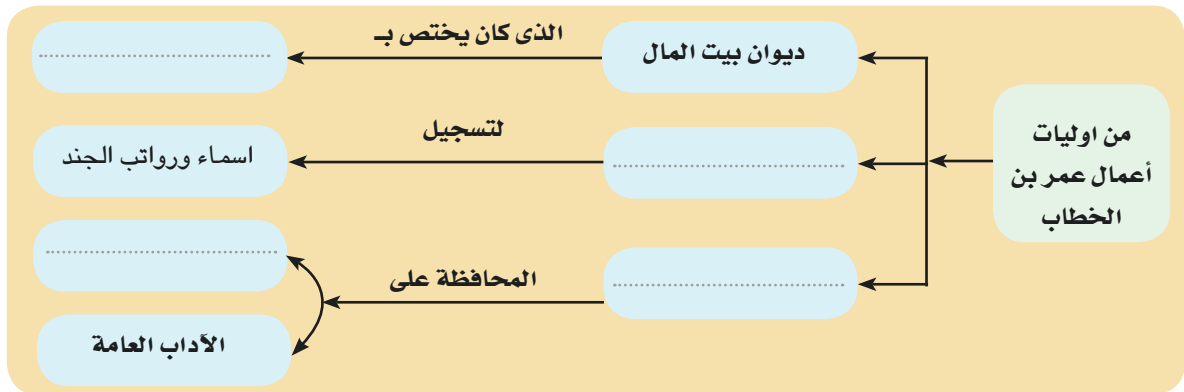 من اوليات
أعمال عمر بن
الخطاب
ديوان بيت المال
الذى كان يختص بـ
................................
................................
لتسجيل
اسماء ورواتب الجند
................................
المحافظة على
................................
الآداب العامة